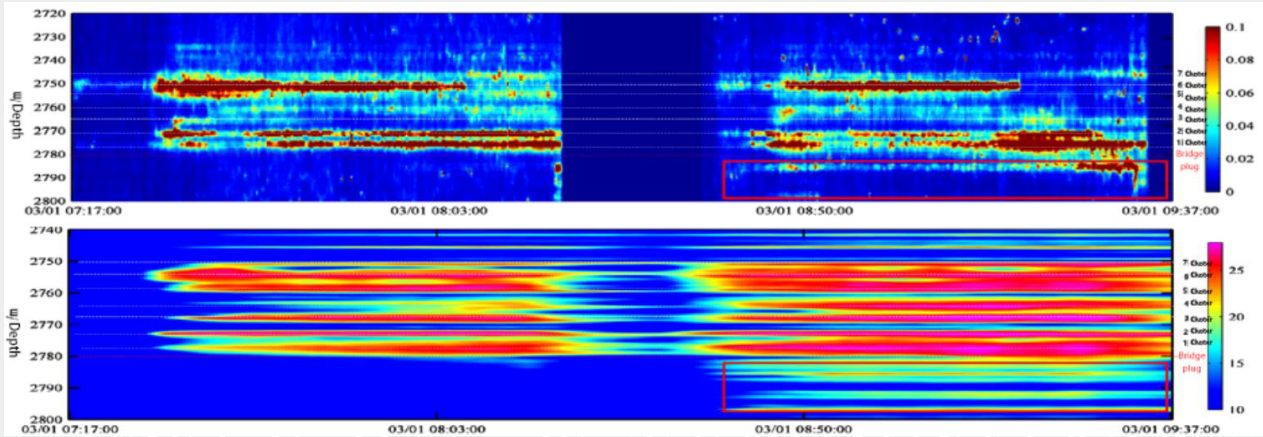 2720
2730
2740
2750
2760
2770
2780
2790
2800
m/Depth
7 Cluster
6 Cluster
5 Cluster
4 Cluster
3 Cluster
2 Cluster
1 Cluster
Bridge
plug
0.1
0.08
0.06
0.04
0.02
0
03/01 07:17:00
03/01 08:03:00
03/01 08:50:00
03/01 09:37:00
2740
2750
2760
2770
2780
2790
2800
m/Depth
7 Cluster
Cluster
5 Cluster
4 Cluster
3 Cluster
2 Cluster
1 Cluster
Bridge
plug
25
20
15
10
03/01 07:17:00
03/01 08:03:00
03/01 08:50:00
03/01 09:37:00